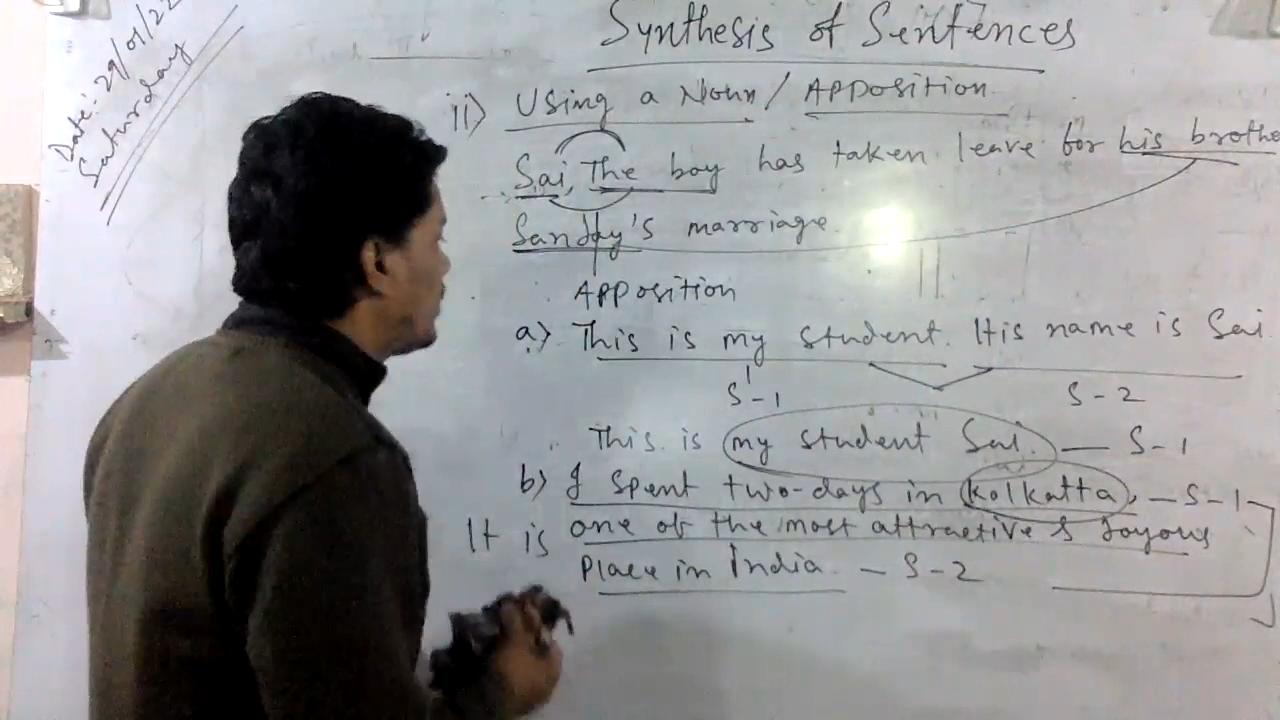 Date: 29/01/22
Saturday
Synthesis of Sentences
ii) Using a Noun / APPOSITION
Sai, The boy has taken leave for his brothe
Sanday's marriage.
APPOSITION
a) This is my student. His name is Sai.
S-1 S-2
This is my student Sai. — S-1
b) I spent two-days in Kolkatta, — S-1
It is one of the most attractive & Joyous
Place in India. — S-2